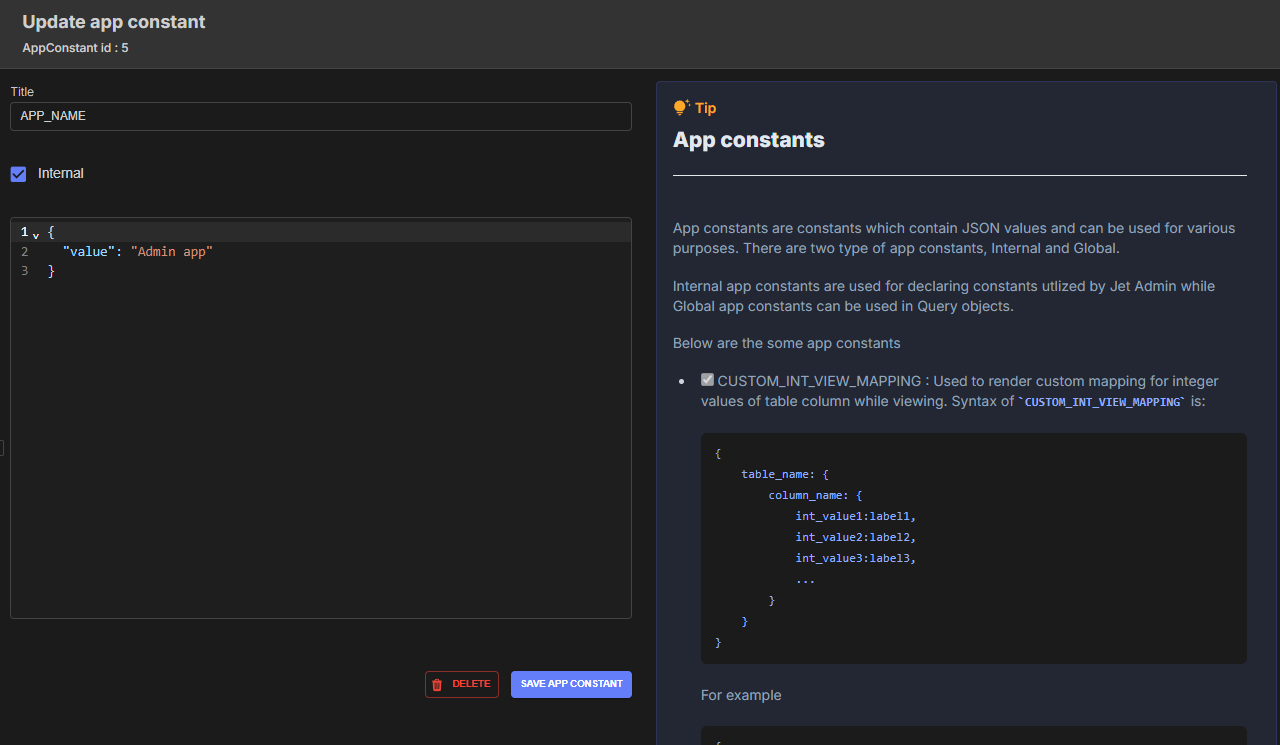 Update app constant
AppConstant id : 5
Title
APP_NAME
Internal
1 {
2 "value": "Admin app"
3 }
DELETE
SAVE APP CONSTANT
Tip
App constants
App constants are constants which contain JSON values and can be used for various
purposes. There are two type of app constants, Internal and Global.
Internal app constants are used for declaring constants utlized by Jet Admin while
Global app constants can be used in Query objects.
Below are the some app constants
CUSTOM_INT_VIEW_MAPPING : Used to render custom mapping for integer
values of table column while viewing. Syntax of `CUSTOM_INT_VIEW_MAPPING` is:
{
table_name: {
column_name: {
int_value1:label1,
int_value2:label2,
int_value3:label3,
...
}
}
}
For example
{